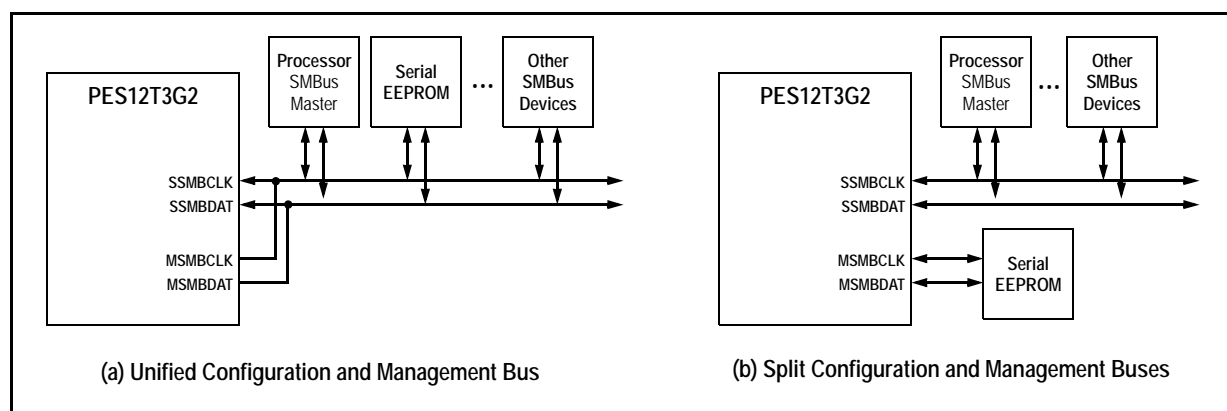 PES12T3G2
Processor
SMBus
Master
Serial
EEPROM
...
Other
SMBus
Devices
SSMBCLK
SSMBDAT
MSMBCLK
MSMBDAT
(a) Unified Configuration and Management Bus
PES12T3G2
Processor
SMBus
Master
...
Other
SMBus
Devices
SSMBCLK
SSMBDAT
MSMBCLK
MSMBDAT
Serial
EEPROM
(b) Split Configuration and Management Buses